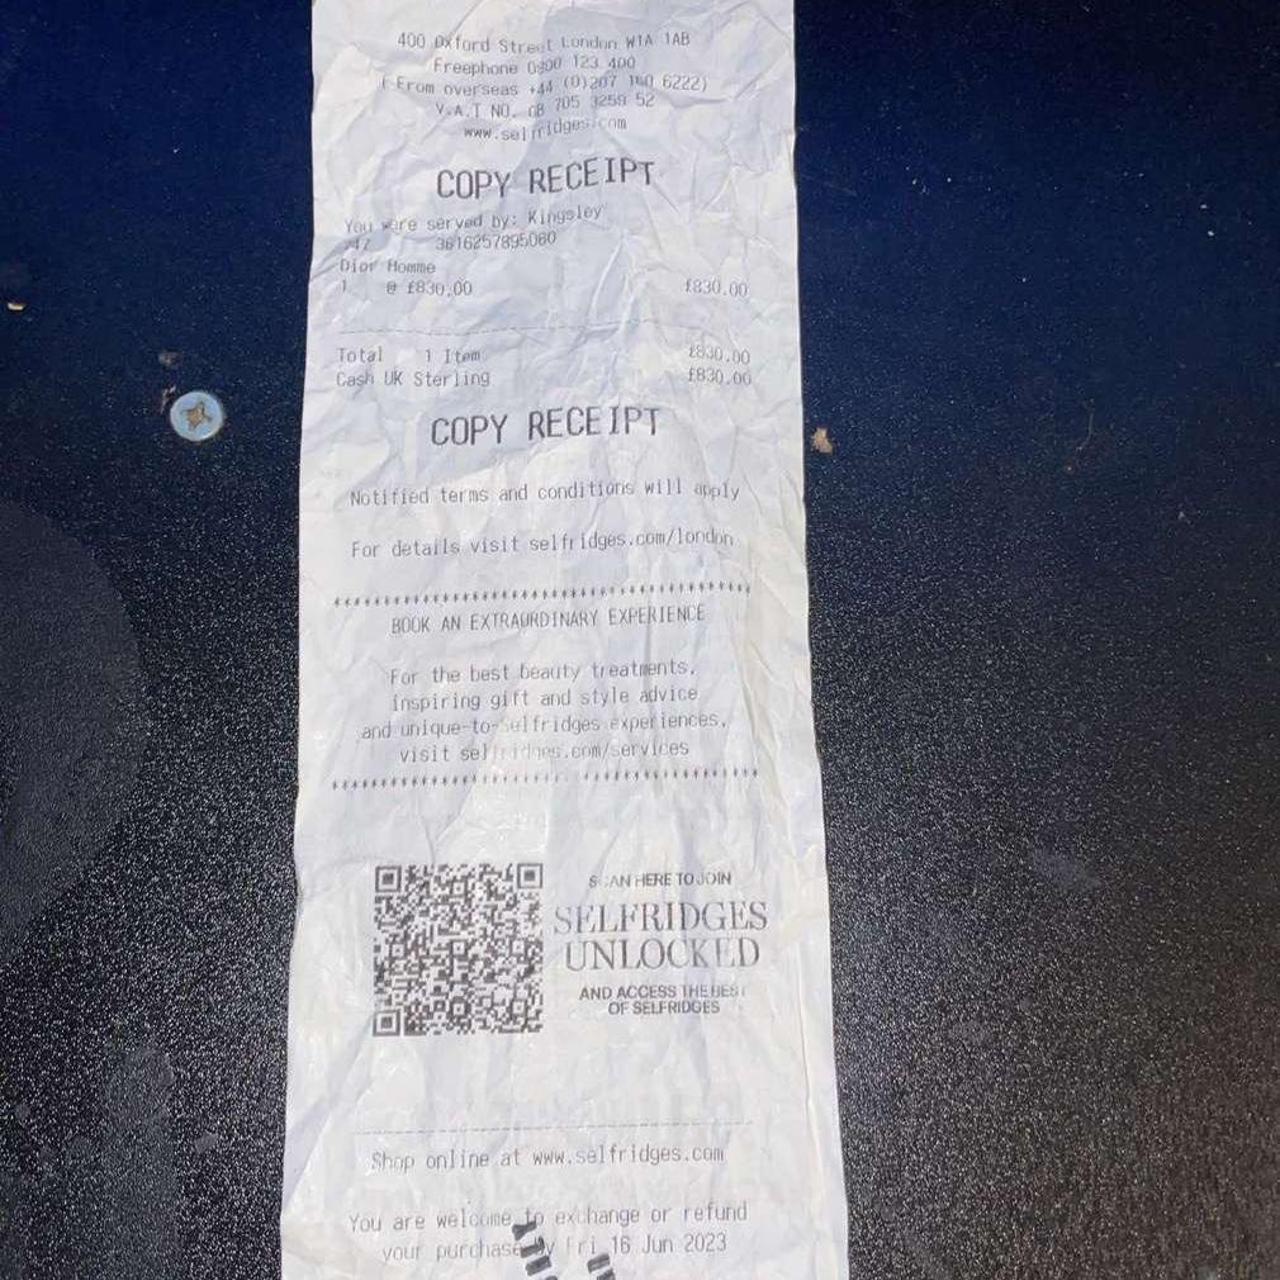 400 Oxford Street London W1A 1AB
Freephone 0800 123 400
(From overseas +44 (0)207 160 6222)
V.A.T NO. GB 705 3259 52
www.selfridges.com
COPY RECEIPT
You were served by: Kingsley
3616257895060
Dior Homme
1 @ £830.00 £830.00
Total 1 Item £830.00
Cash UK Sterling £830.00
COPY RECEIPT
Notified terms and conditions will apply
For details visit selfridges.com/london
****************************************
BOOK AN EXTRAORDINARY EXPERIENCE
For the best beauty treatments,
inspiring gift and style advice
and unique-to-Selfridges experiences,
visit selfridges.com/services
****************************************
SCAN HERE TO JOIN
SELFRIDGES
UNLOCKED
AND ACCESS THE BEST
OF SELFRIDGES
Shop online at www.selfridges.com
You are welcome to exchange or refund
your purchase by Fri 16 Jun 2023